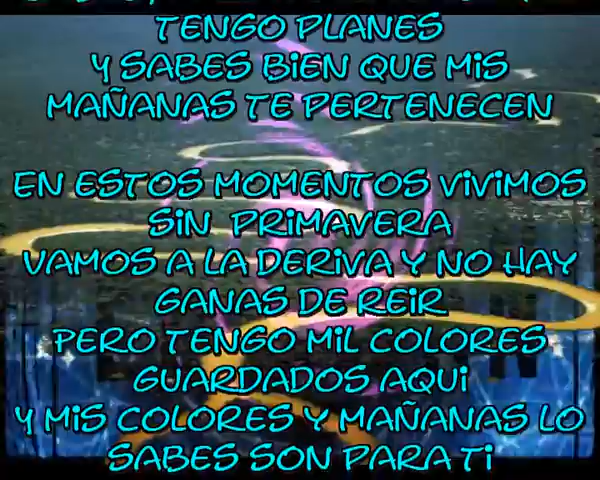 TENGO PLANES
Y SABES BIEN QUE MIS
MAÑANAS TE PERTENECEN
EN ESTOS MOMENTOS VIVIMOS
SIN PRIMAVERA
VAMOS A LA DERIVA Y NO HAY
GANAS DE REIR
PERO TENGO MIL COLORES
GUARDADOS AQUI
Y MIS COLORES Y MAÑANAS LO
SABES SON PARA TI